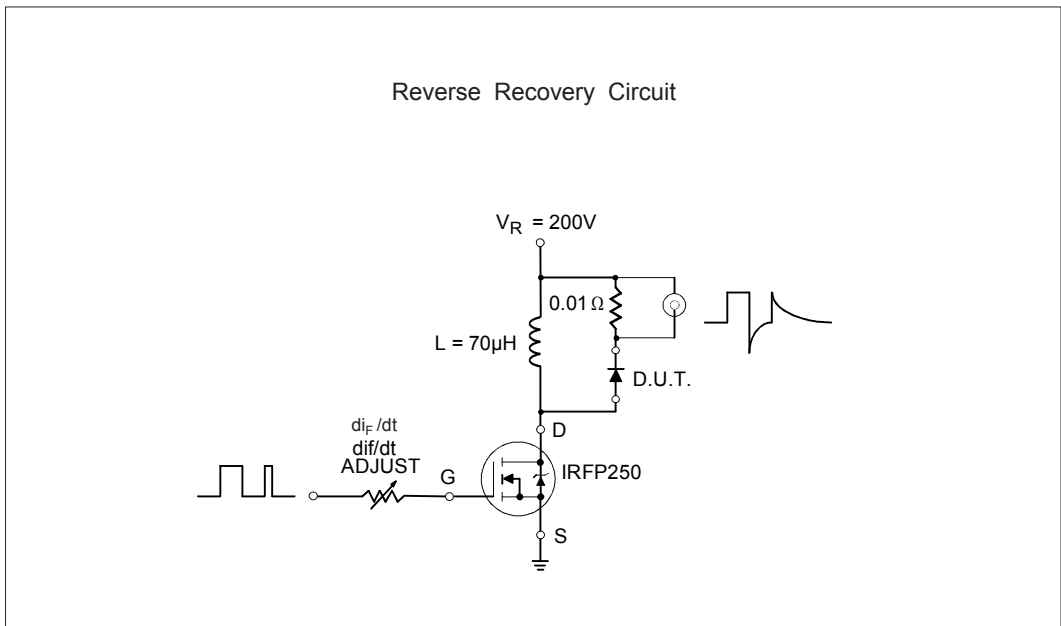 Reverse Recovery Circuit
V_R = 200V
0.01 Ω
L = 70µH
D.U.T.
di_F/dt
dif/dt
ADJUST
D
G
IRFP250
S